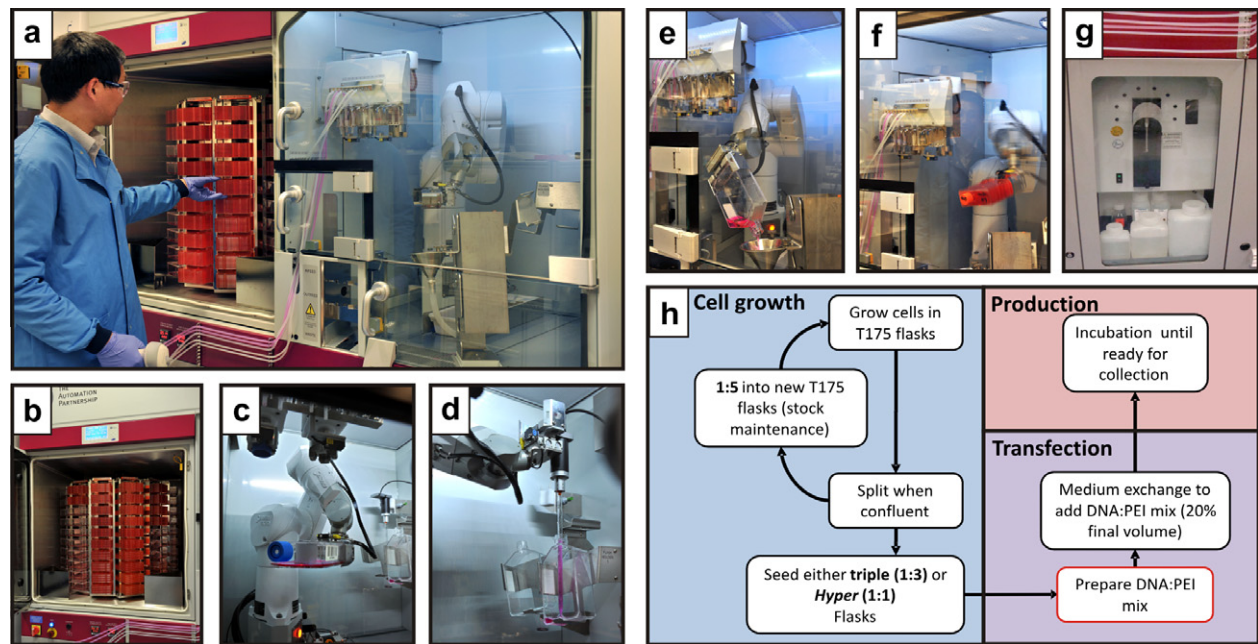 a
e
f
g
b
THE
AUTOMATION
PARTNERSHIP
c
d
h
Cell growth
Grow cells in
T175 flasks
1:5 into new T175
flasks (stock
maintenance)
Split when
confluent
Seed either triple (1:3) or
Hyper (1:1)
Flasks
Production
Incubation until
ready for
collection
Transfection
Medium exchange to
add DNA:PEI mix (20%
final volume)
Prepare DNA:PEI
mix